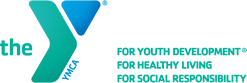 the
YMCA
FOR YOUTH DEVELOPMENT®
FOR HEALTHY LIVING
FOR SOCIAL RESPONSIBILITY